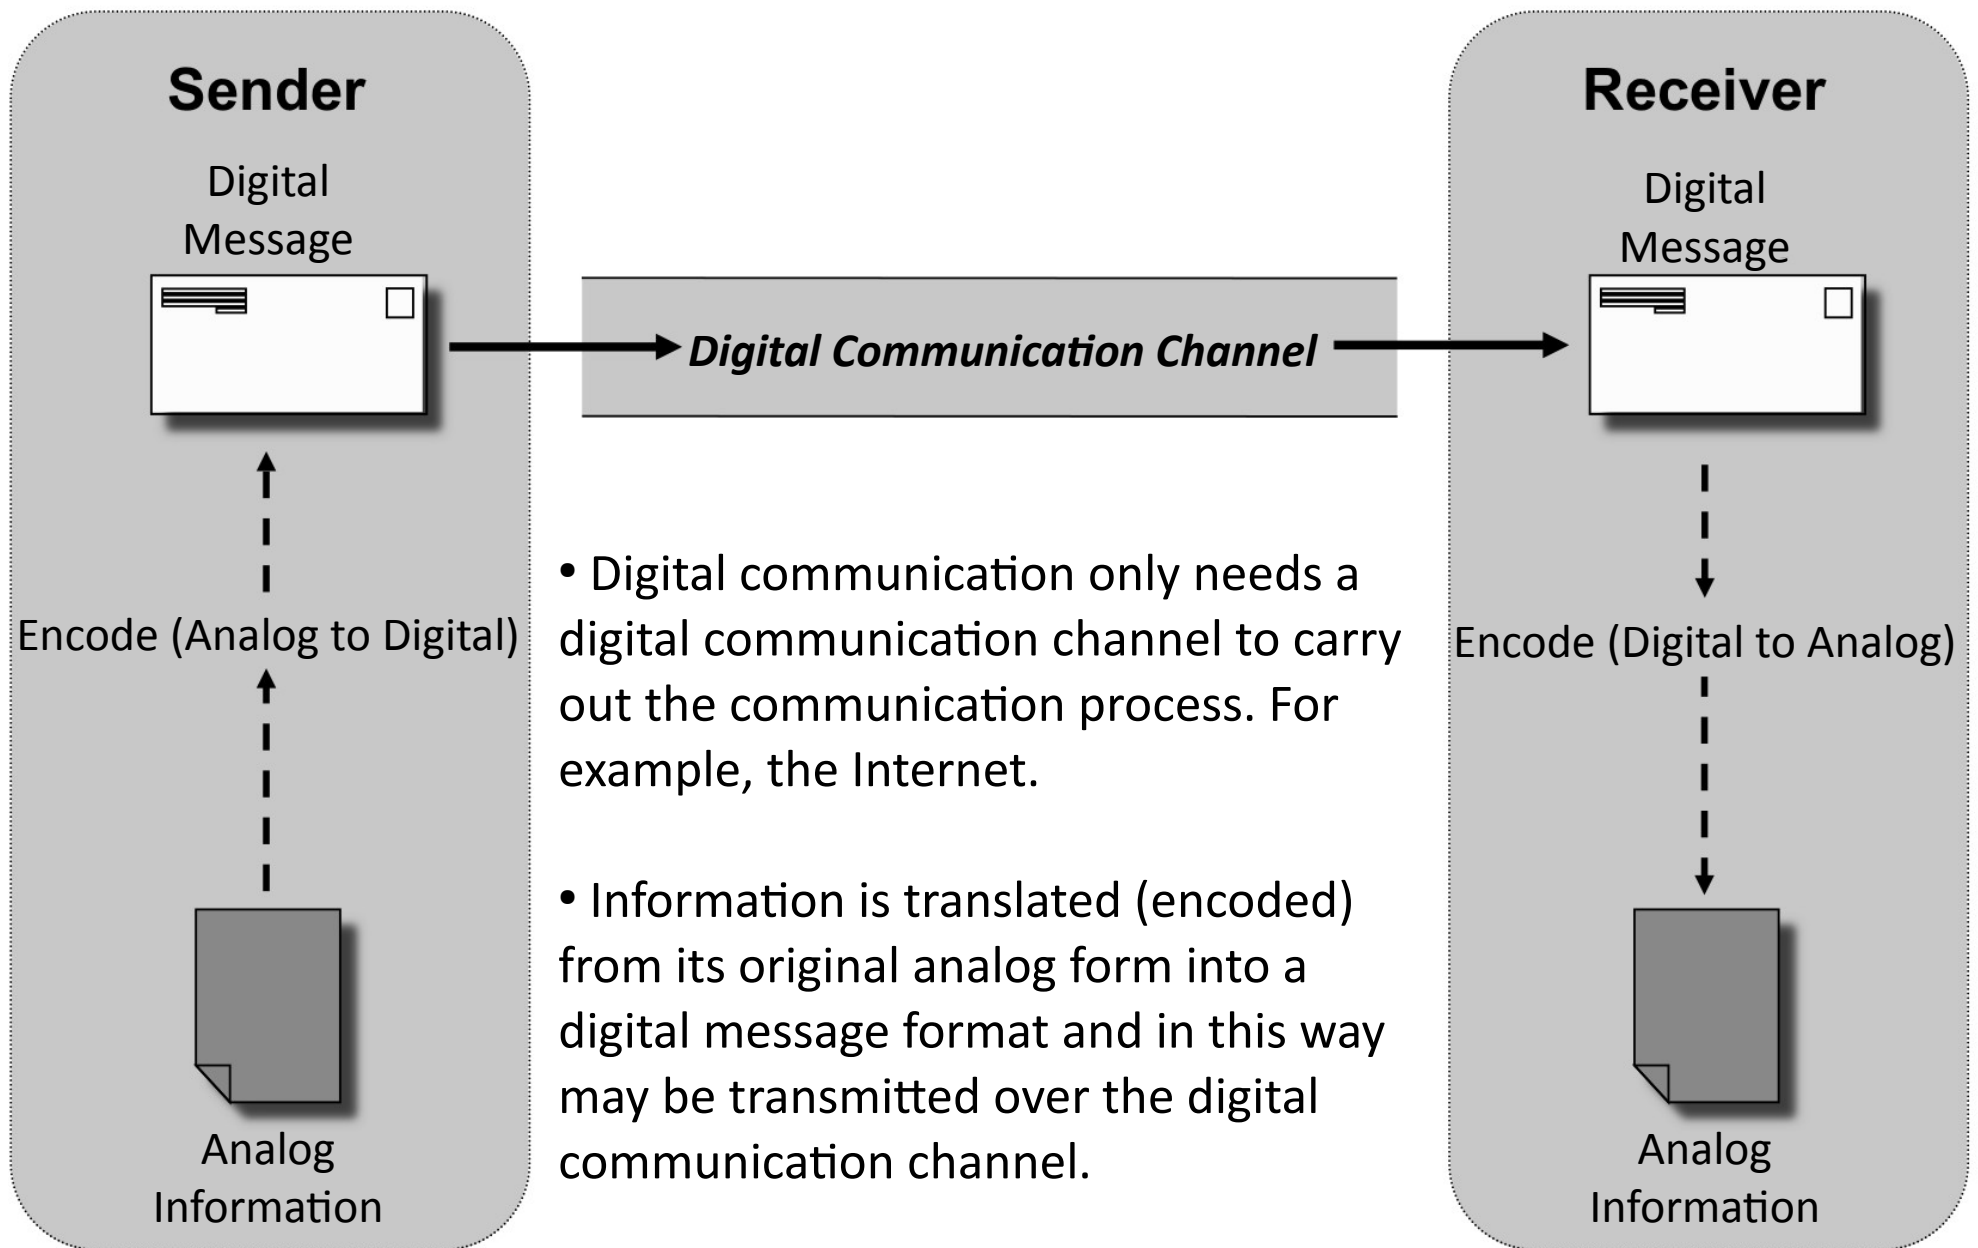 Sender
Digital
Message
Encode (Analog to Digital)
Analog
Information
Digital Communication Channel
• Digital communication only needs a
digital communication channel to carry
out the communication process. For
example, the Internet.
• Information is translated (encoded)
from its original analog form into a
digital message format and in this way
may be transmitted over the digital
communication channel.
Receiver
Digital
Message
Encode (Digital to Analog)
Analog
Information